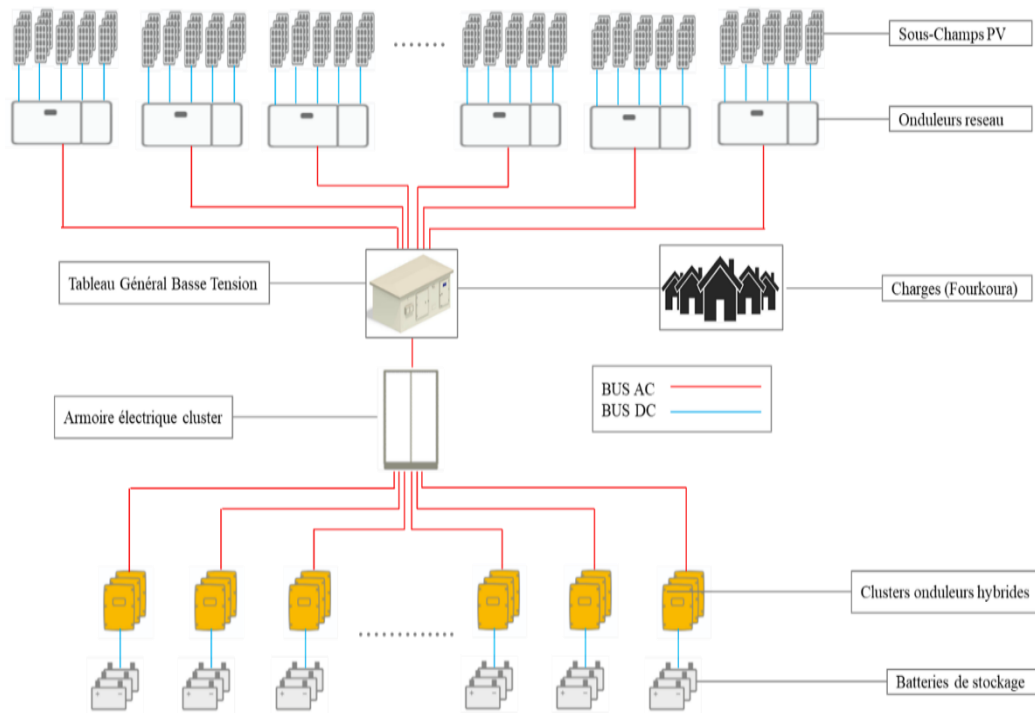 Sous-Champs PV
Onduleurs reseau
Tableau Général Basse Tension
Charges (Fourkoura)
BUS AC
BUS DC
Armoire électrique cluster
Clusters onduleurs hybrides
Batteries de stockage